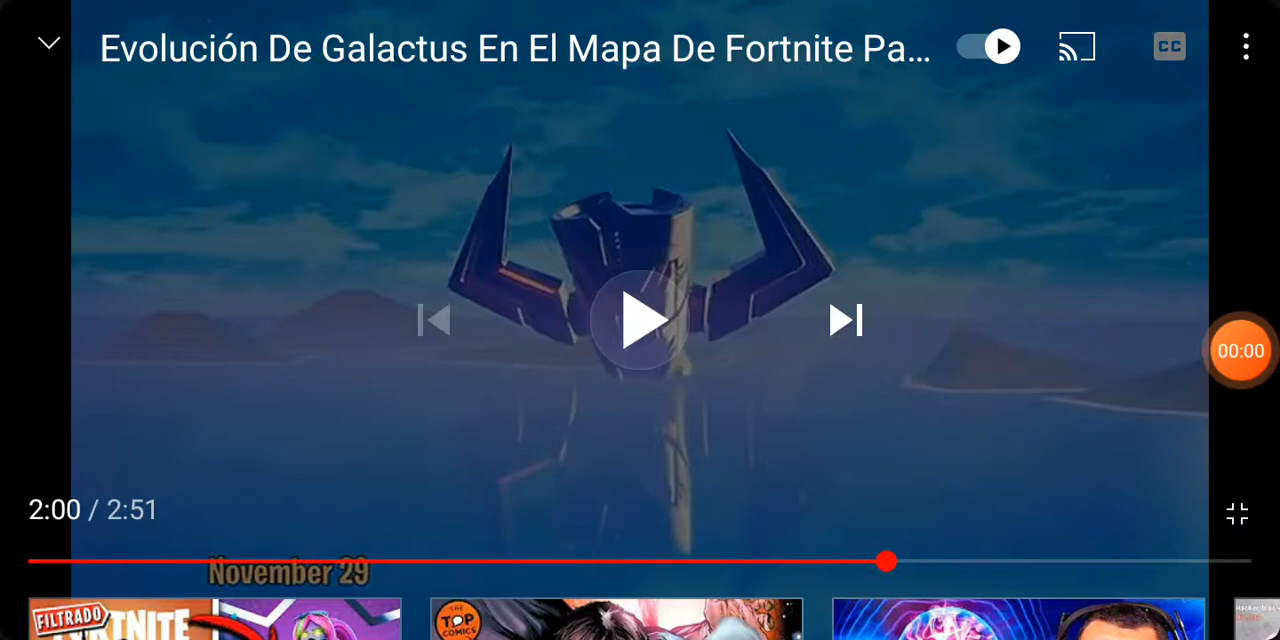 Evolución De Galactus En El Mapa De Fortnite Pa...
CC
00:00
2:00 / 2:51
November 29
FILTRADO
FORTNITE
THE
TOP
COMICS